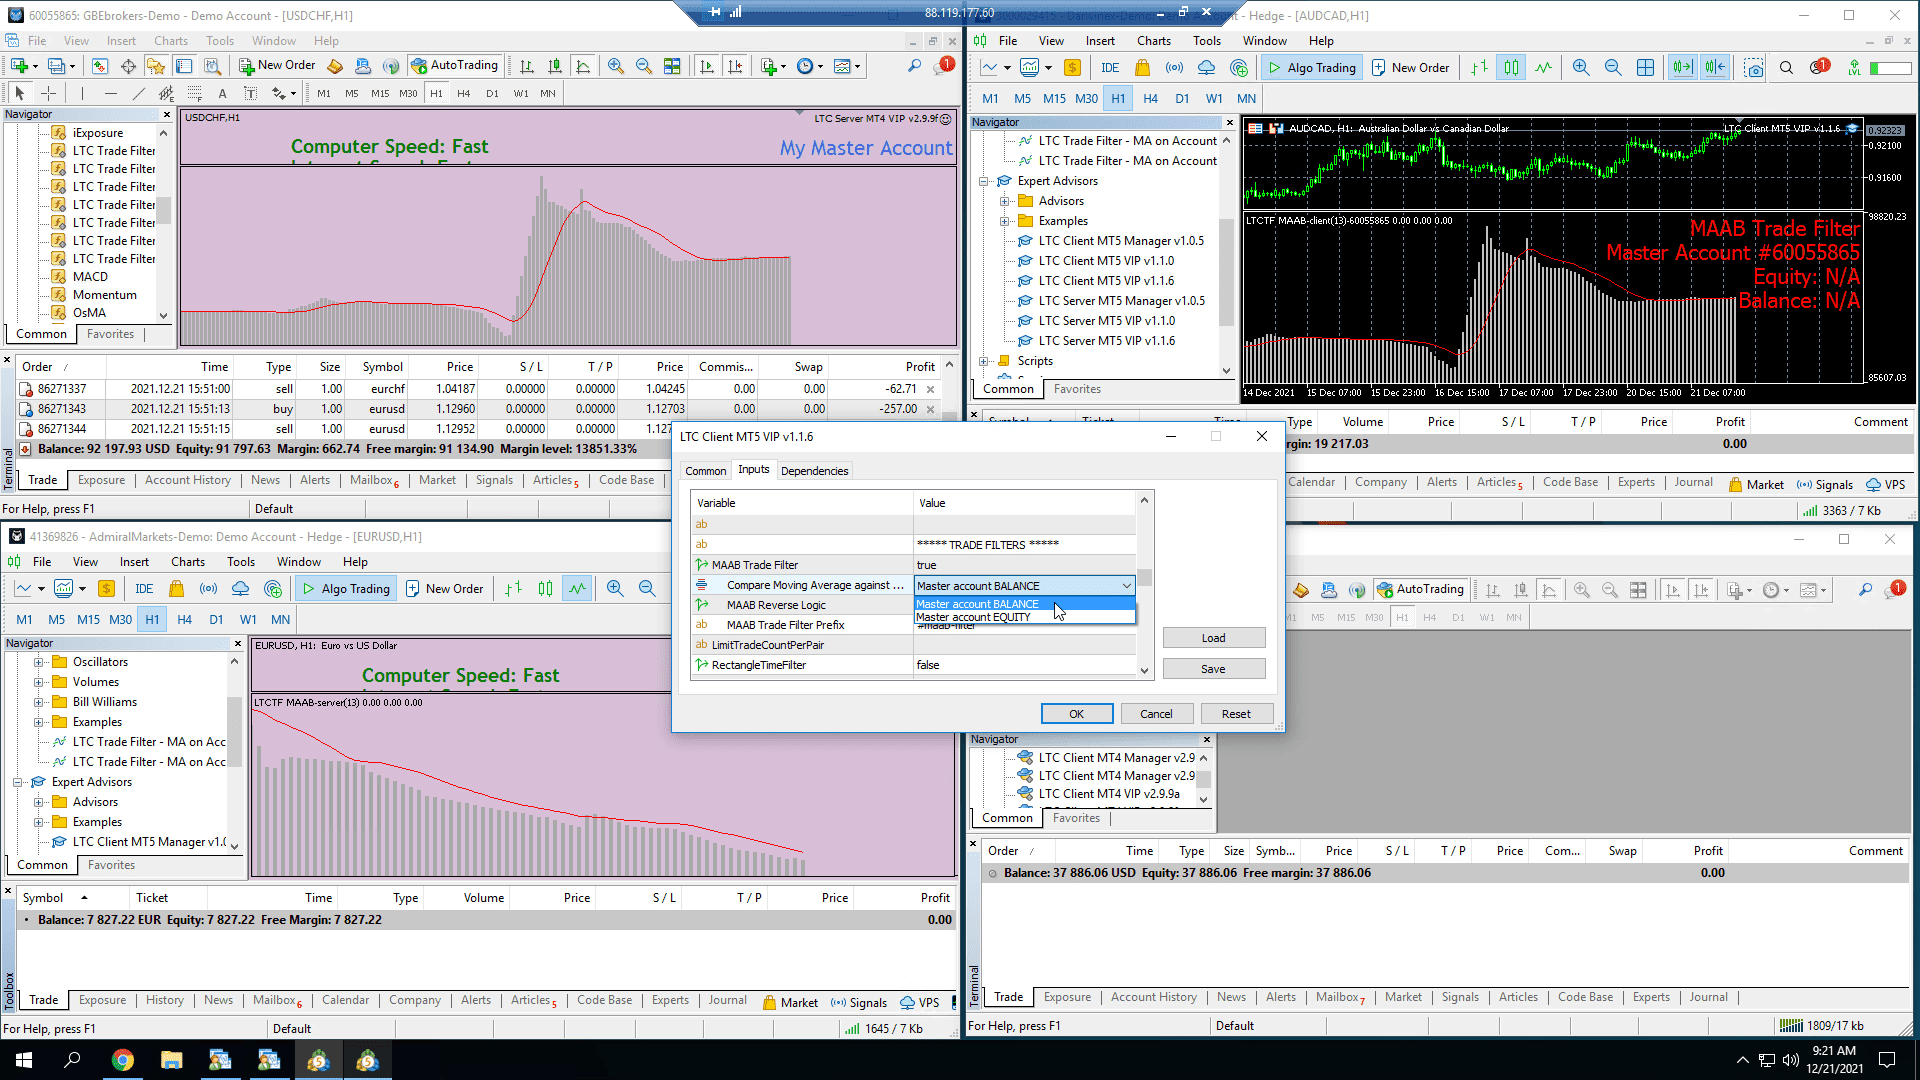 60055865: GBEbrokers-Demo - Demo Account - [USDCHF,H1]
File View Insert Charts Tools Window Help
New Order AutoTrading 1
A T M1 M5 M15 M30 H1 H4 D1 W1 MN
Navigator
iExposure
LTC Trade Filter
LTC Trade Filter
LTC Trade Filter
LTC Trade Filter
LTC Trade Filter
LTC Trade Filter
LTC Trade Filter
MACD
Momentum
OsMA
Common Favorites
USDCHF,H1
LTC Server MT4 VIP v2.9.9f
Computer Speed: Fast
My Master Account
Order / Time Type Size Symbol Price S / L T / P Price Commis... Swap Profit
86271337 2021.12.21 15:51:00 sell 1.00 eurchf 1.04187 0.00000 0.00000 1.04245 0.00 0.00 -62.71
86271343 2021.12.21 15:51:13 buy 1.00 eurusd 1.12960 0.00000 0.00000 1.12703 0.00 0.00 -257.00
86271344 2021.12.21 15:51:15 sell 1.00 eurusd 1.12952 0.00000 0.00000
Balance: 92 197.93 USD Equity: 91 797.63 Margin: 662.74 Free margin: 91 134.90 Margin level: 13851.33%
Terminal
Trade Exposure Account History News Alerts Mailbox 6 Market Signals Articles 5 Code Base
For Help, press F1 Default
88.119.177.60
Account - Hedge - [AUDCAD,H1]
File View Insert Charts Tools Window Help
IDE Algo Trading New Order 1 LVL
M1 M5 M15 M30 H1 H4 D1 W1 MN
Navigator
LTC Trade Filter - MA on Account
LTC Trade Filter - MA on Account
Expert Advisors
Advisors
Examples
LTC Client MT5 Manager v1.0.5
LTC Client MT5 VIP v1.1.0
LTC Client MT5 VIP v1.1.6
LTC Server MT5 Manager v1.0.5
LTC Server MT5 VIP v1.1.0
LTC Server MT5 VIP v1.1.6
Scripts
Common Favorites
AUDCAD, H1: Australian Dollar vs Canadian Dollar
LTC Client MT5 VIP v1.1.6
0.92323
0.92100
0.91600
LTCTF MAAB-client(13)-60055865 0.00 0.00 0.00
98820.23
MAAB Trade Filter
Master Account #60055865
Equity: N/A
Balance: N/A
85607.03
14 Dec 2021 15 Dec 07:00 15 Dec 23:00 16 Dec 15:00 17 Dec 07:00 17 Dec 23:00 20 Dec 15:00 21 Dec 07:00
Type Volume Price S / L T / P Price Profit Comment
rgin: 19 217.03 0.00
Calendar Company Alerts Articles 5 Code Base Experts Journal Market Signals VPS
3363 / 7 Kb
LTC Client MT5 VIP v1.1.6
Common Inputs Dependencies
Variable Value
ab
ab ***** TRADE FILTERS *****
MAAB Trade Filter true
Compare Moving Average against ... Master account BALANCE
MAAB Reverse Logic Master account BALANCE
Master account EQUITY
ab MAAB Trade Filter Prefix #maab-filter
ab LimitTradeCountPerPair
RectangleTimeFilter false
Load
Save
OK Cancel Reset
41369826 - AdmiralMarkets-Demo: Demo Account - Hedge - [EURUSD,H1]
File View Insert Charts Tools Window Help
IDE Algo Trading New Order
M1 M5 M15 M30 H1 H4 D1 W1 MN
Navigator
Oscillators
Volumes
Bill Williams
Examples
LTC Trade Filter - MA on Acc
LTC Trade Filter - MA on Acc
Expert Advisors
Advisors
Examples
LTC Client MT5 Manager v1.0
Common Favorites
EURUSD, H1: Euro vs US Dollar
Computer Speed: Fast
LTCTF MAAB-server(13) 0.00 0.00 0.00
Symbol Ticket Time Type Volume Price S / L T / P Price Profit
Balance: 7 827.22 EUR Equity: 7 827.22 Free Margin: 7 827.22 0.00
Toolbox
Trade Exposure History News Mailbox 6 Calendar Company Alerts Articles 5 Code Base Experts Journal Market Signals VPS
For Help, press F1 Default 1645 / 7 Kb
AutoTrading 1
M5 M15 M30 H1 H4 D1 W1 MN
Navigator
LTC Client MT4 Manager v2.9
LTC Client MT4 Manager v2.9
LTC Client MT4 VIP v2.9.9a
Common Favorites
Order / Time Type Size Symb... Price S / L T / P Price Com... Swap Profit Comment
Balance: 37 886.06 USD Equity: 37 886.06 Free margin: 37 886.06 0.00
Terminal
Trade Exposure Account History News Alerts Mailbox 7 Market Signals Articles Code Base Experts Journal
For Help, press F1 Default 1809/17 kb
9:21 AM
12/21/2021